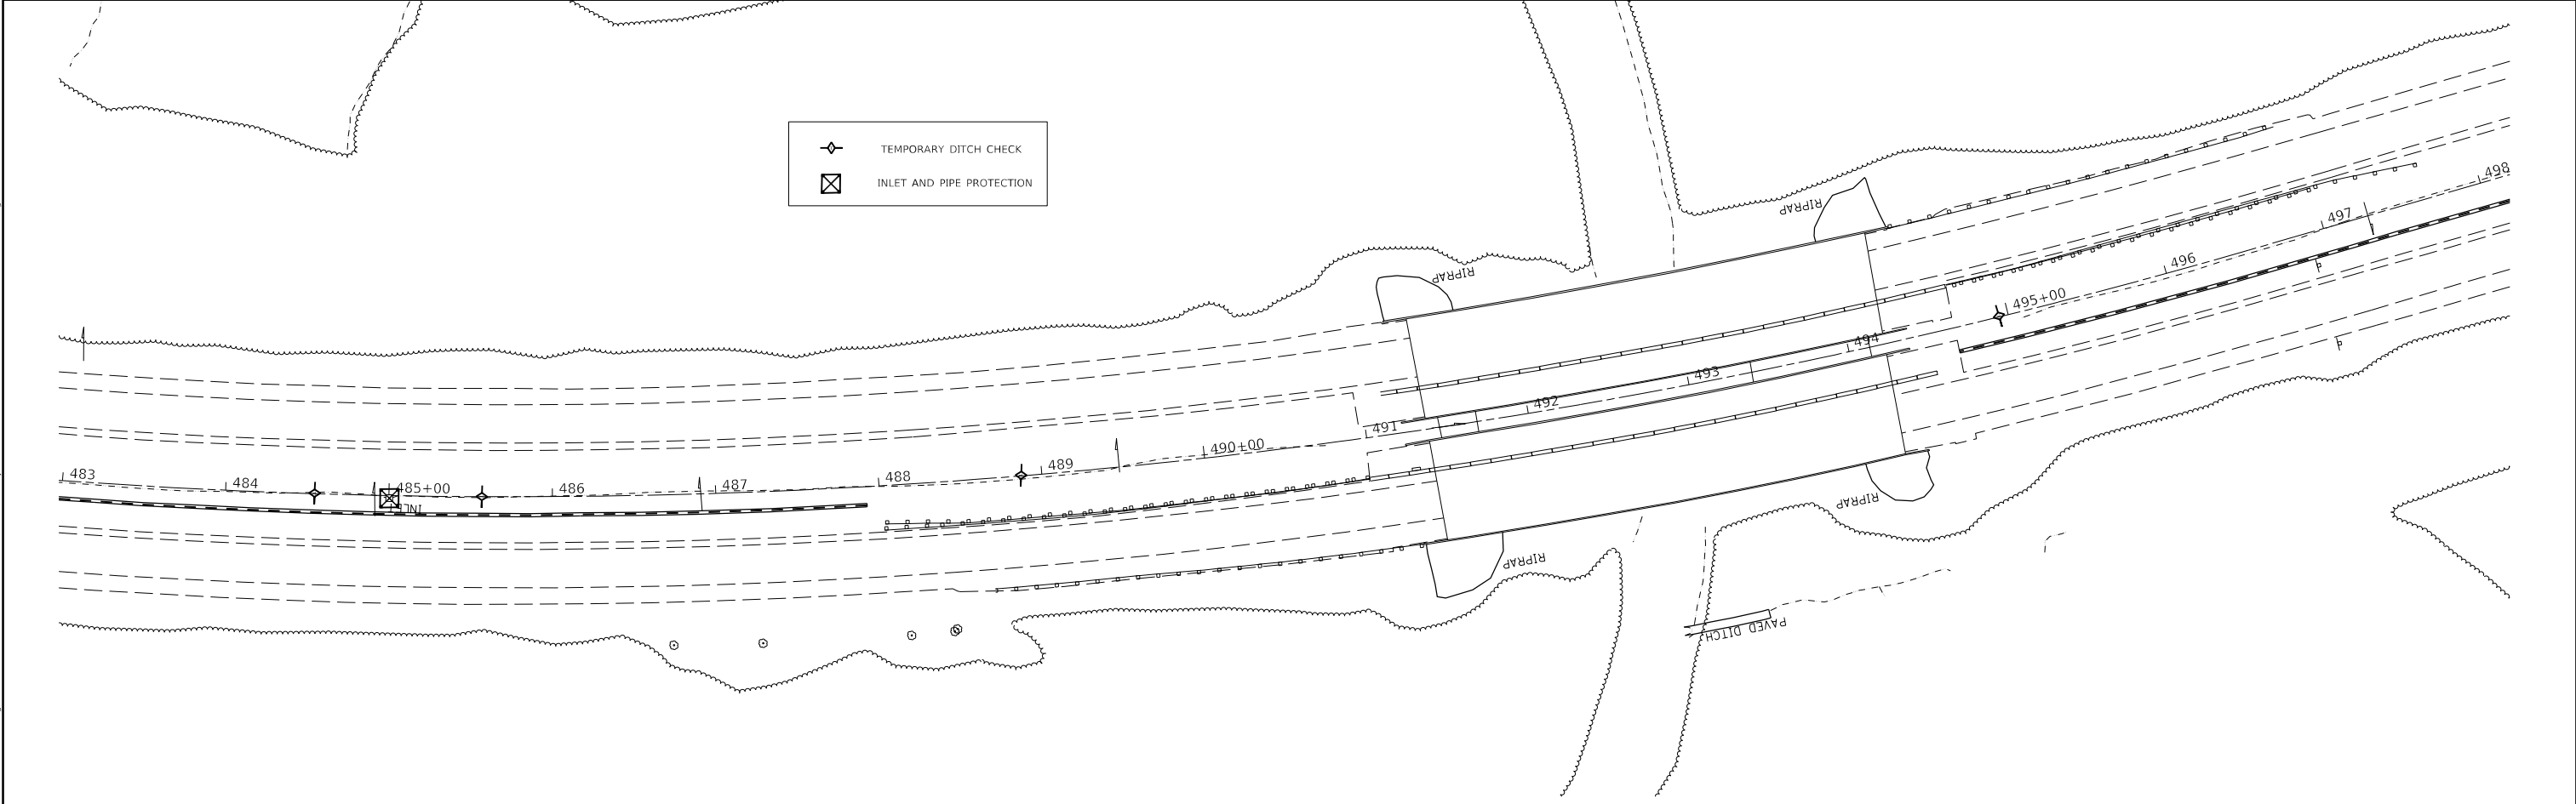 TEMPORARY DITCH CHECK
INLET AND PIPE PROTECTION
RIPRAP
RIPRAP
498
497
496
495+00
494
493
492
491
490+00
489
488
487
486
485+00
484
483
INLET
RIPRAP
RIPRAP
PAVED DITCH
P
P